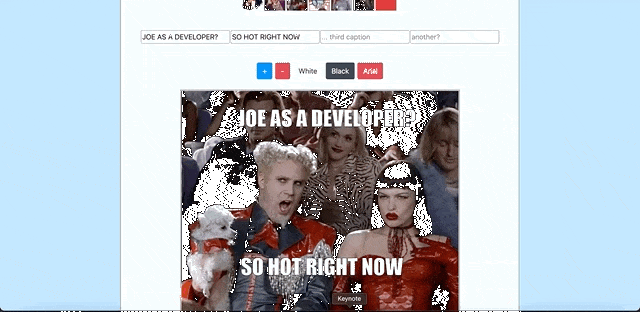 JOE AS A DEVELOPER? SO HOT RIGHT NOW ... third caption another?
+ - White Black Arial
JOE AS A DEVELOPER?
SO HOT RIGHT NOW
Keynote